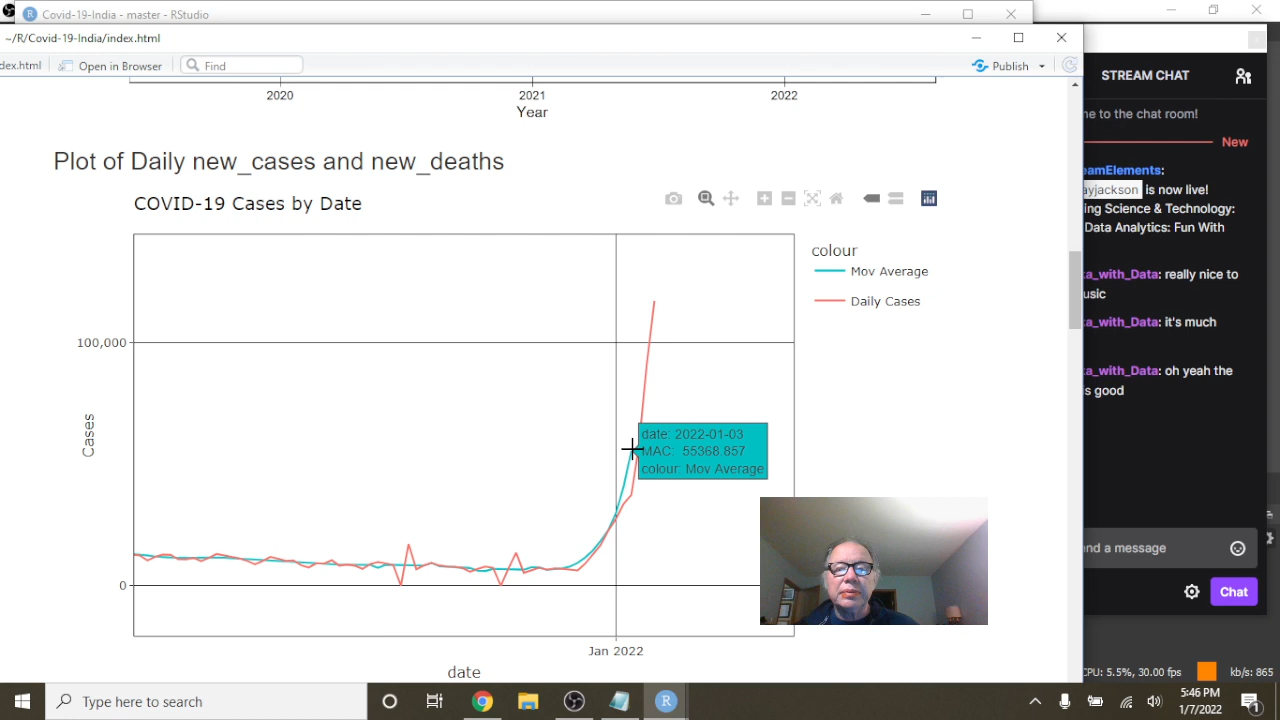 Covid-19-India - master - RStudio
~/R/Covid-19-India/index.html
dex.html
Open in Browser
Find
Publish
2020
2021
2022
Year
Plot of Daily new_cases and new_deaths
COVID-19 Cases by Date
colour
Mov Average
Daily Cases
100,000
0
Cases
date: 2022-01-03
MAC: 55368.857
colour: Mov Average
Jan 2022
date
STREAM CHAT
ne to the chat room!
New
eamElements:
ayjackson is now live!
ing Science & Technology:
Data Analytics: Fun With
a_with_Data: really nice to
usic
a_with_Data: it's much
a_with_Data: oh yeah the
s good
end a message
Chat
CPU: 5.5%, 30.00 fps
kb/s: 865
Type here to search
5:46 PM
1/7/2022
1